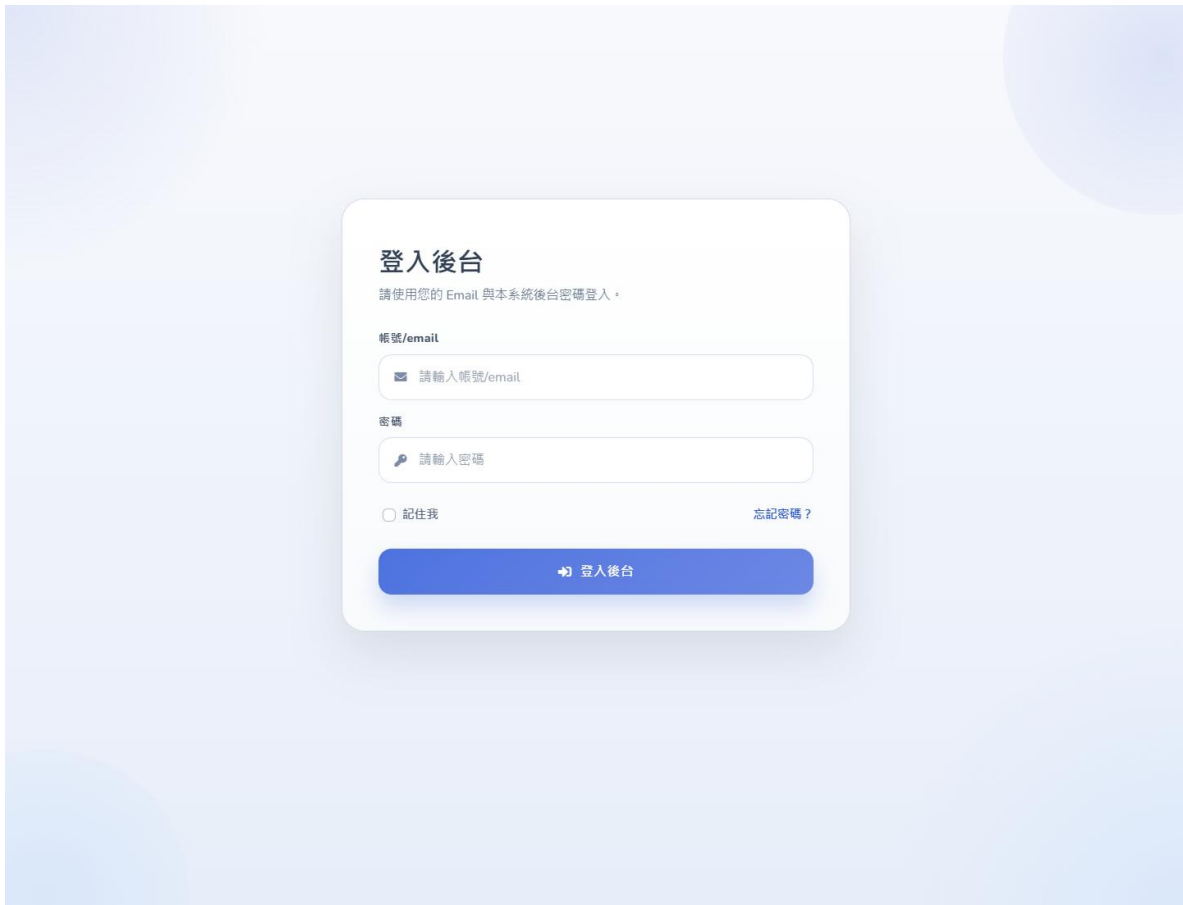 登入後台
請使用您的 Email 與本系統後台密碼登入。
帳號/email
請輸入帳號/email
密碼
請輸入密碼
記住我 忘記密碼？
登入後台